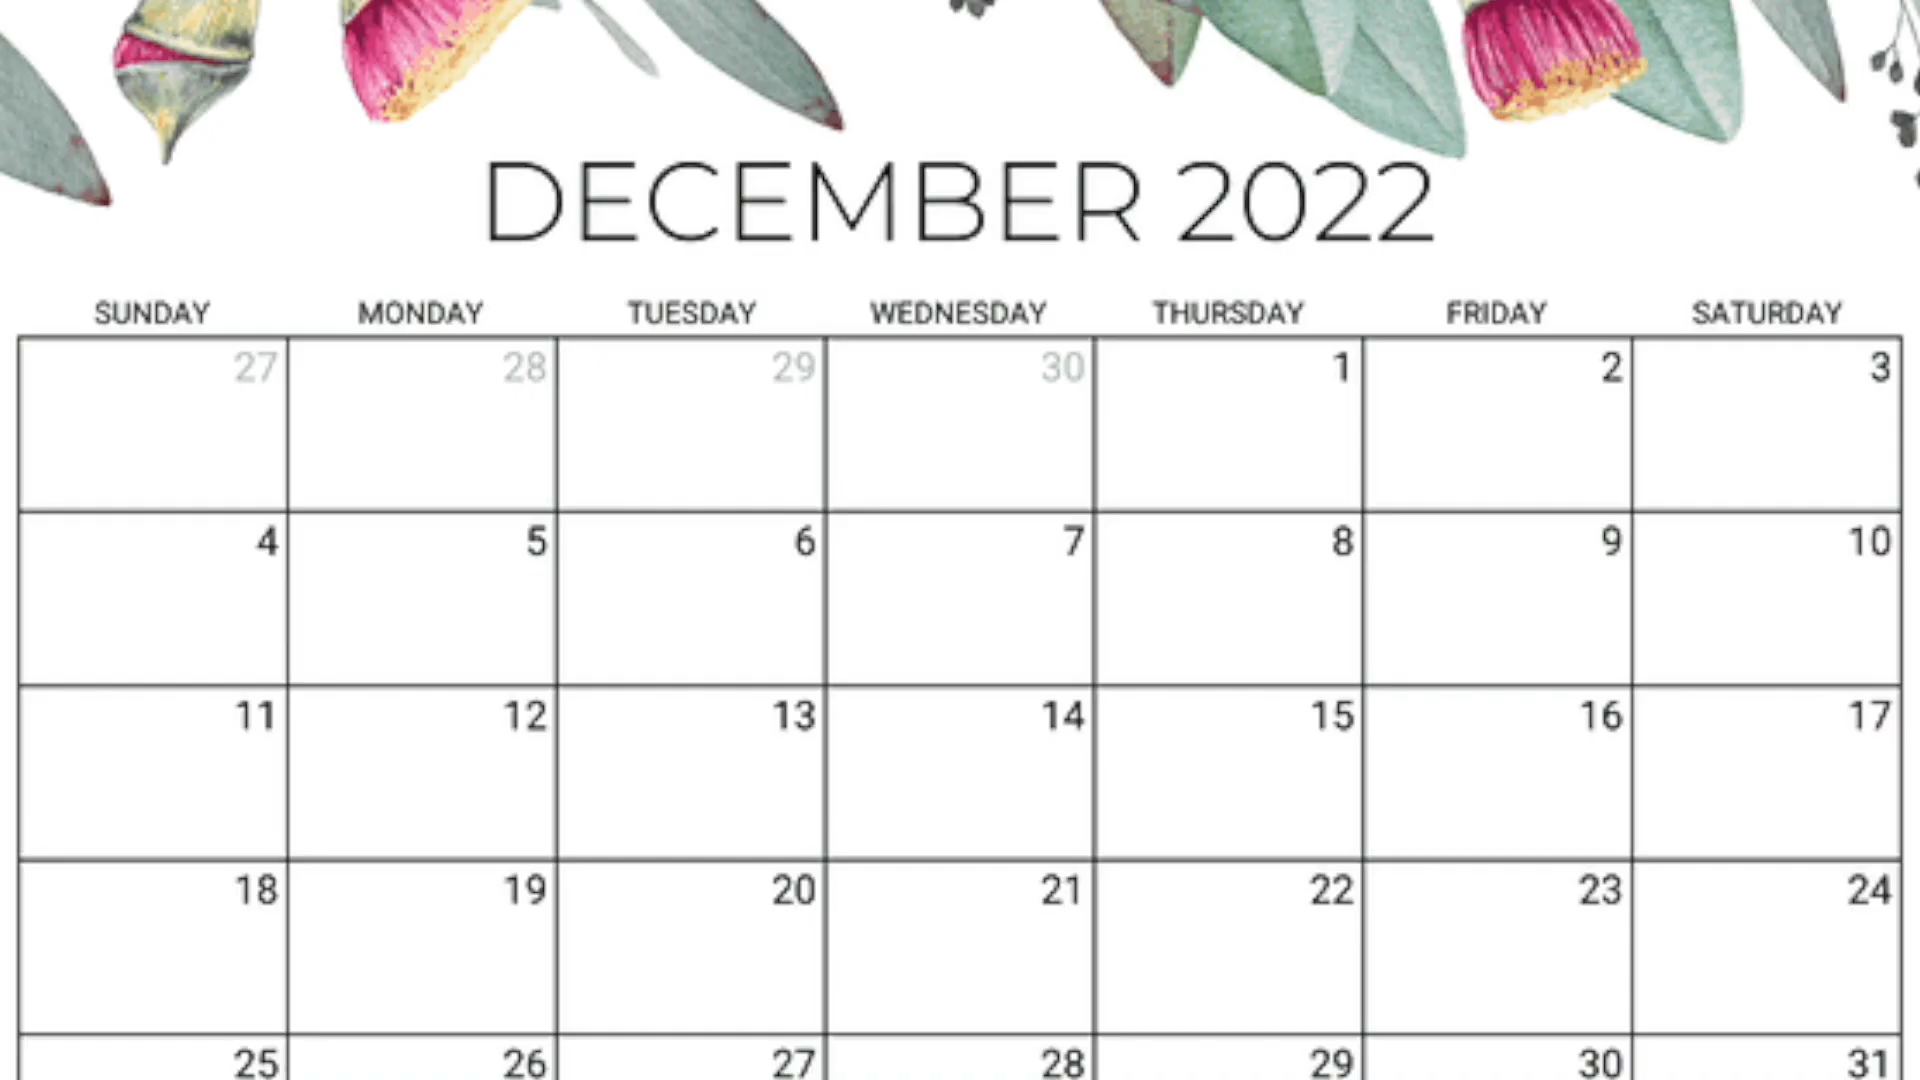 DECEMBER 2022
SUNDAY MONDAY TUESDAY WEDNESDAY THURSDAY FRIDAY SATURDAY
27 28 29 30 1 2 3
4 5 6 7 8 9 10
11 12 13 14 15 16 17
18 19 20 21 22 23 24
25 26 27 28 29 30 31